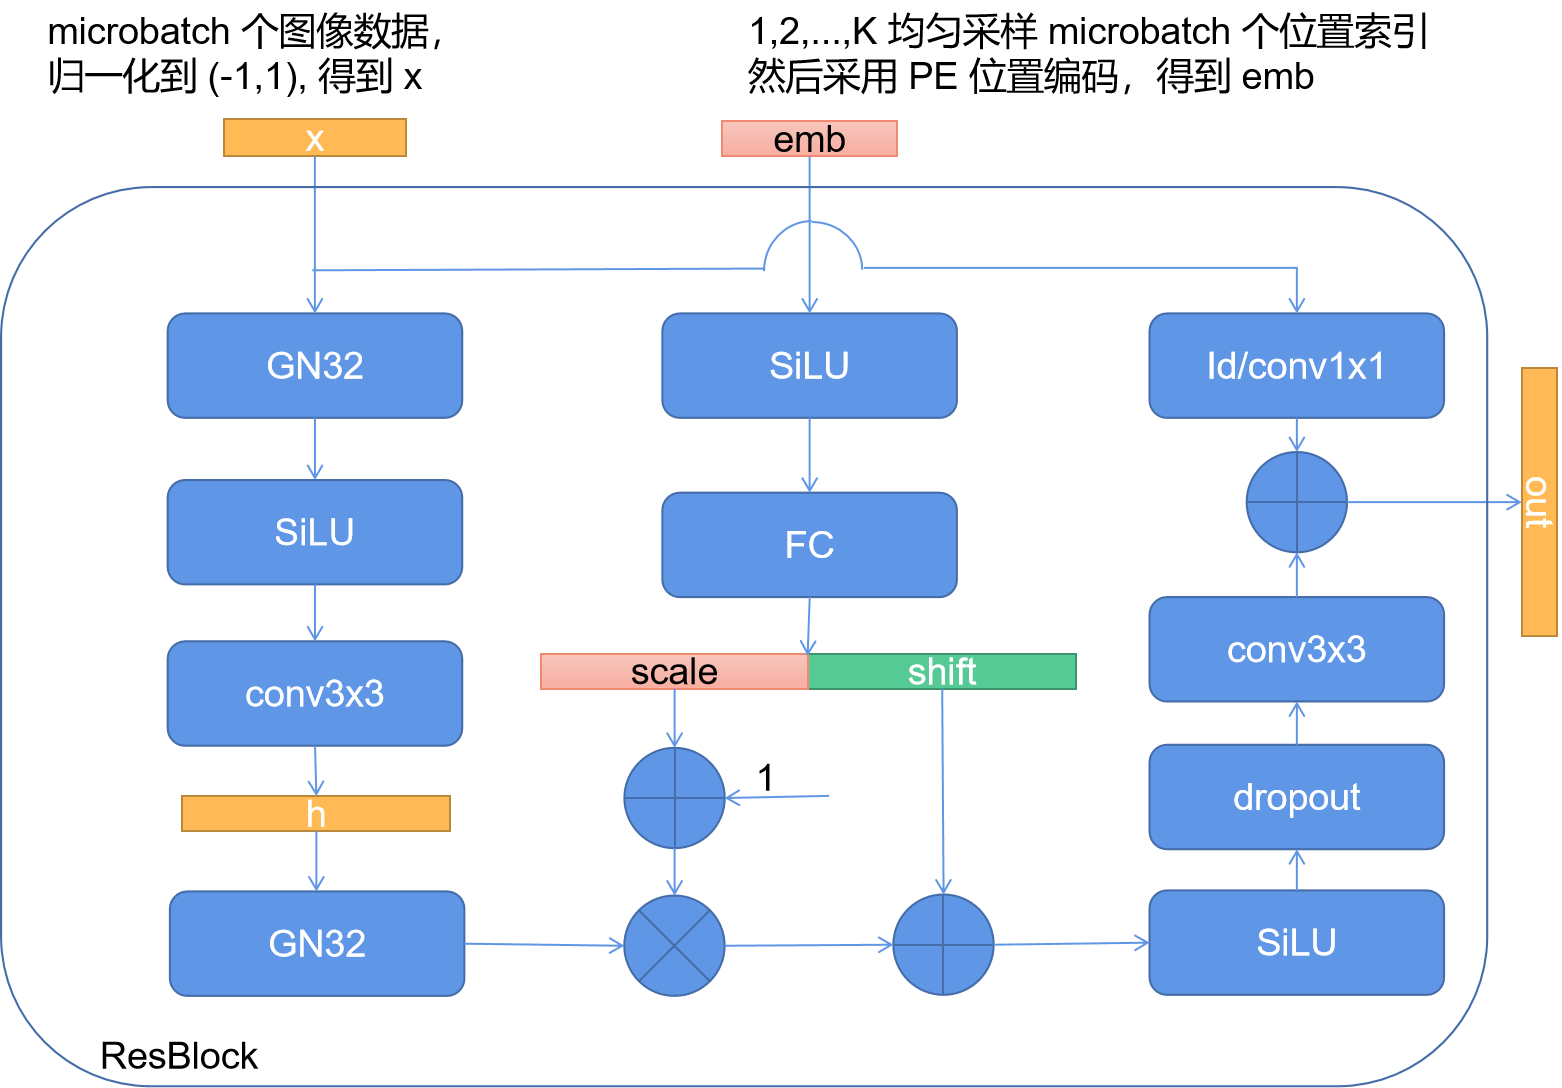 microbatch 个图像数据，
归一化到 (-1,1), 得到 x
1,2,...,K 均匀采样 microbatch 个位置索引
然后采用 PE 位置编码，得到 emb
x
emb
GN32
SiLU
Id/conv1x1
SiLU
FC
out
conv3x3
scale
shift
conv3x3
1
dropout
h
GN32
SiLU
ResBlock